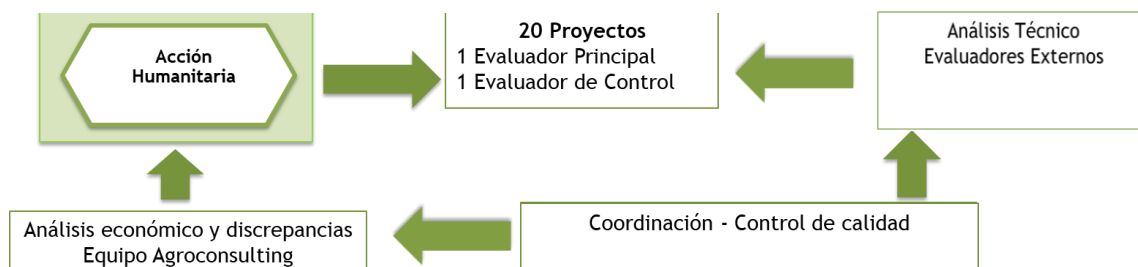 Acción
Humanitaria
20 Proyectos
1 Evaluador Principal
1 Evaluador de Control
Análisis Técnico
Evaluadores Externos
Análisis económico y discrepancias
Equipo Agroconsulting
Coordinación - Control de calidad